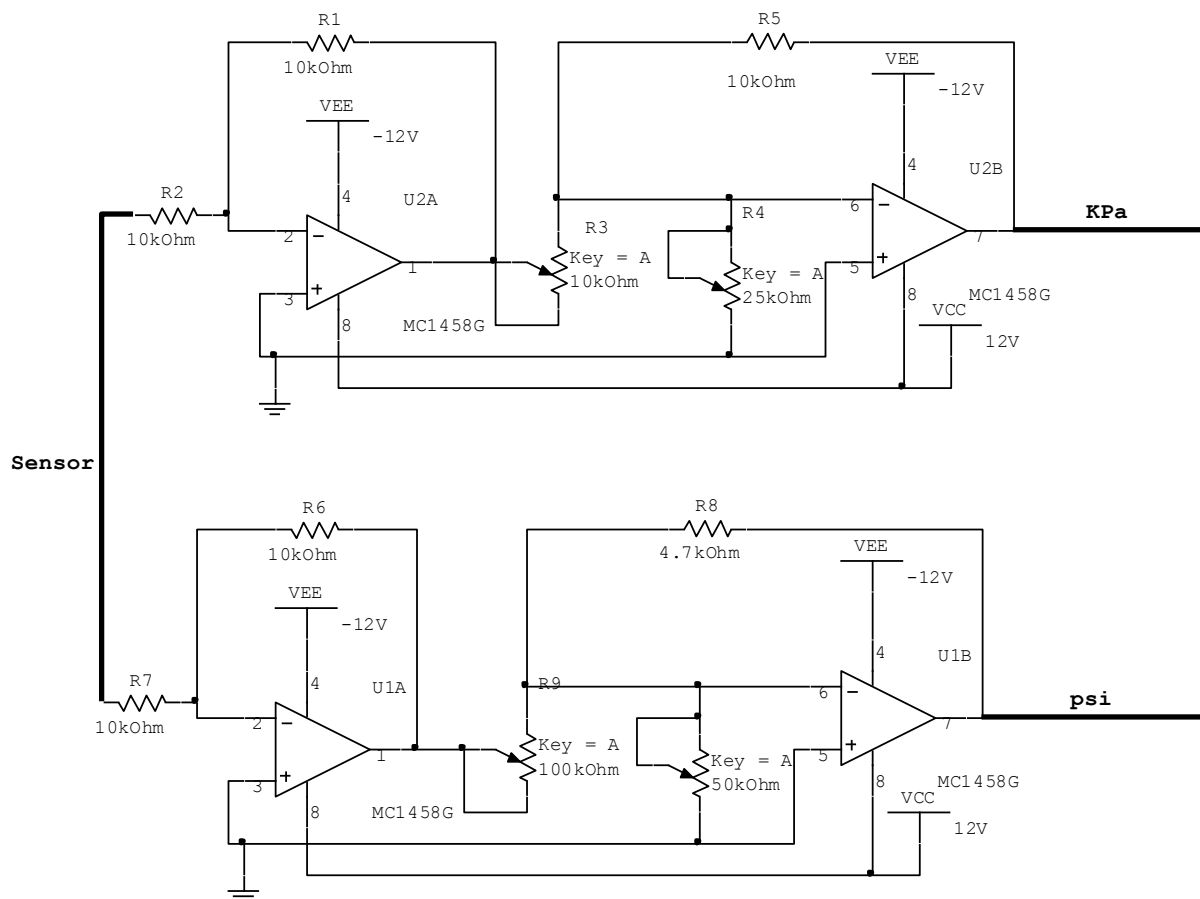 R1
10kOhm
VEE
-12V
4
U2A
R2
10kOhm
2
3
1
8
MC1458G
R3
Key = A
10kOhm
R5
10kOhm
VEE
-12V
4
U2B
R4
Key = A
25kOhm
6
5
7
8
MC1458G
VCC
12V
KPa
Sensor
R6
10kOhm
VEE
-12V
4
U1A
R7
10kOhm
2
3
1
8
MC1458G
R9
Key = A
100kOhm
R8
4.7kOhm
VEE
-12V
4
U1B
Key = A
50kOhm
6
5
7
8
MC1458G
VCC
12V
psi